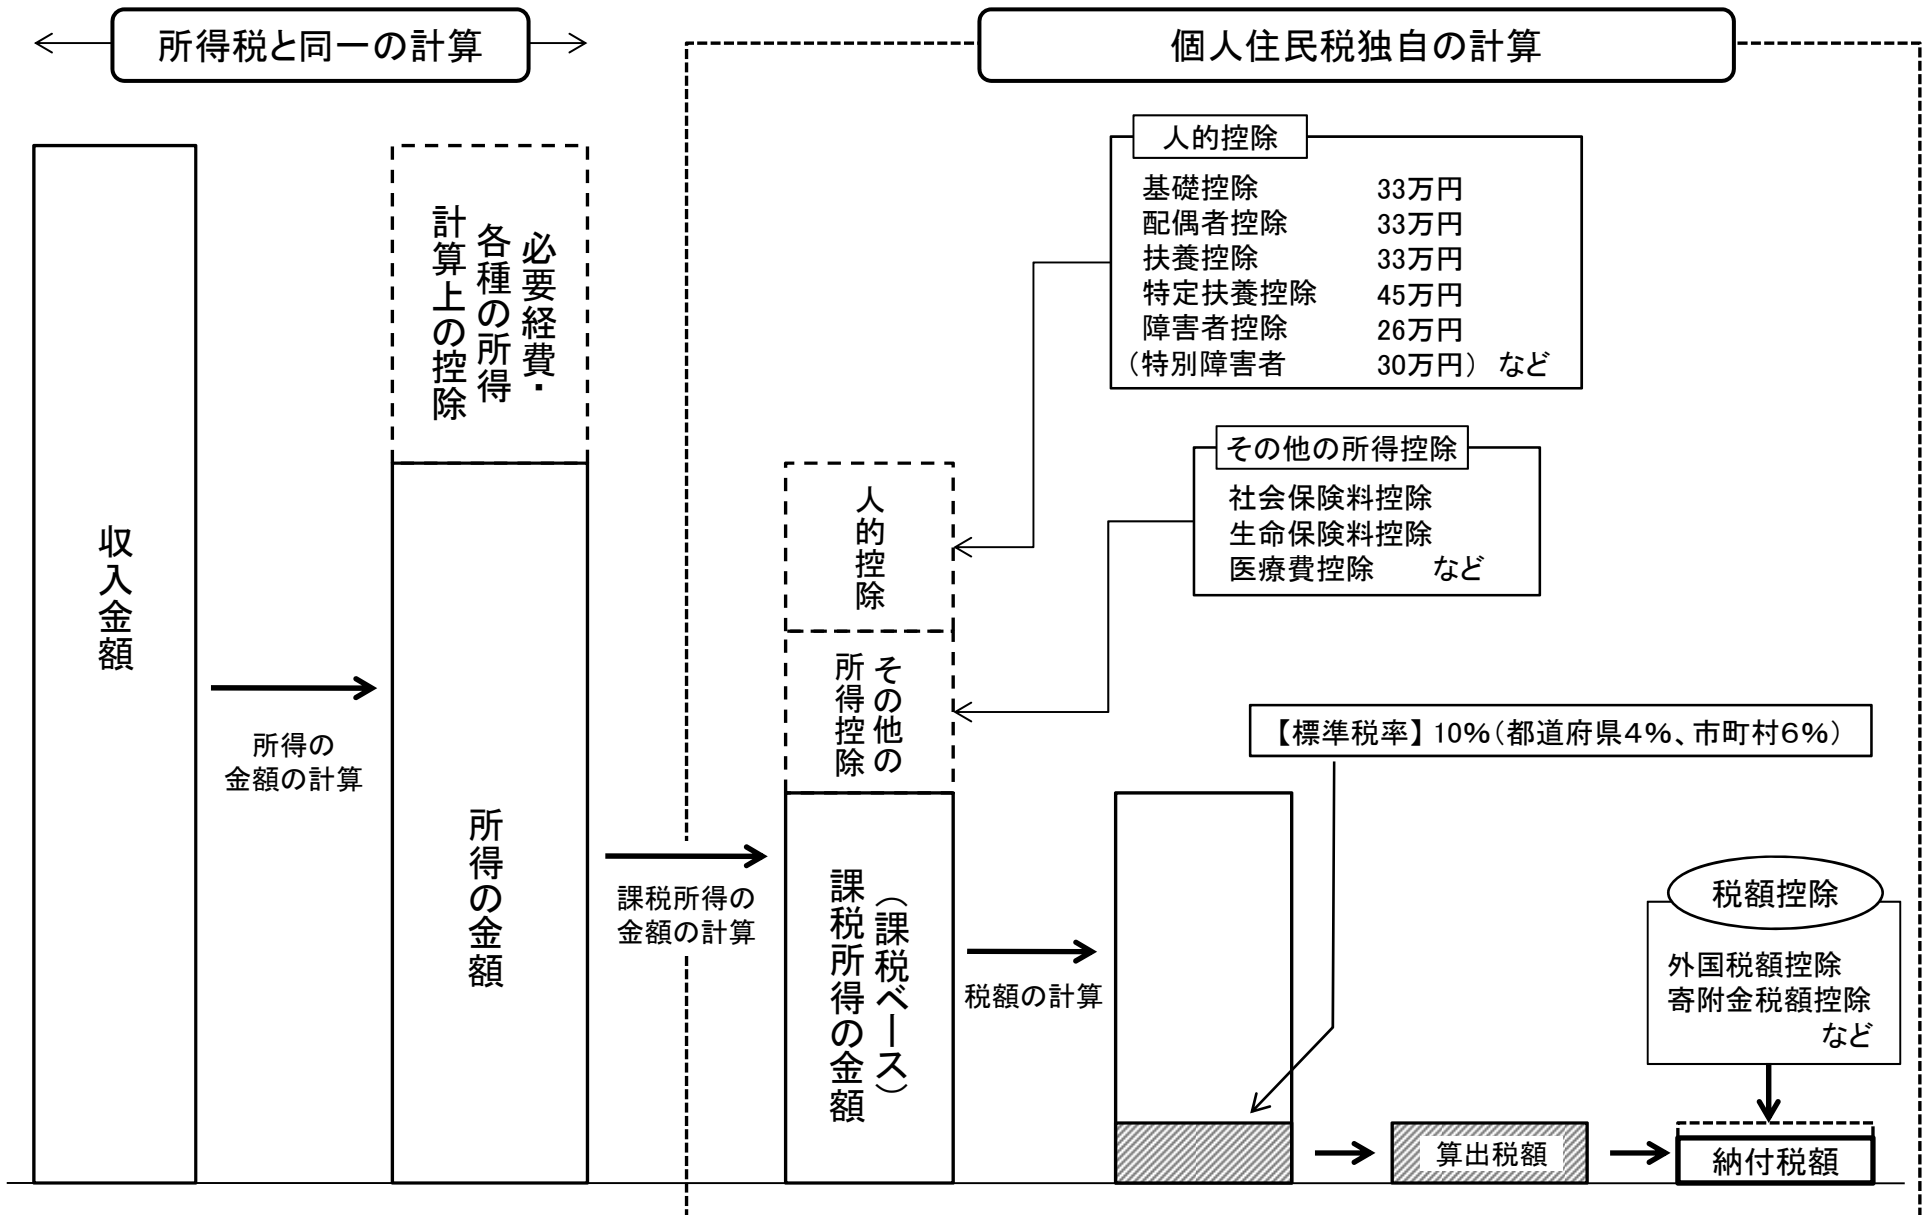 所得税と同一の計算
個人住民税独自の計算
収入金額
所得の
金額の計算
必要経費・
各種の所得
計算上の控除
所得の金額
課税所得の
金額の計算
人的控除
基礎控除 33万円
配偶者控除 33万円
扶養控除 33万円
特定扶養控除 45万円
障害者控除 26万円
(特別障害者 30万円) など
その他の所得控除
社会保険料控除
生命保険料控除
医療費控除 など
人的控除
その他の
所得控除
(課税ベース)
課税所得の金額
税額の計算
【標準税率】10%(都道府県4%、市町村6%)
算出税額
税額控除
外国税額控除
寄附金税額控除
など
納付税額